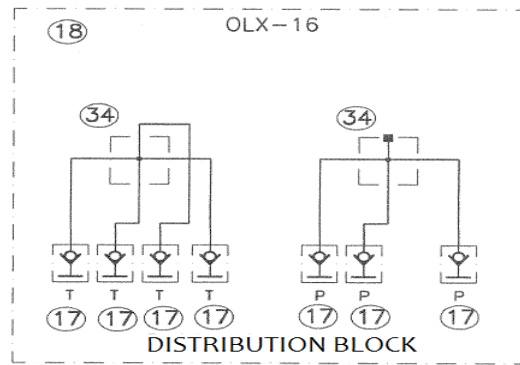 18 OLX-16
34 34
T T T T P P P
17 17 17 17 17 17 17
DISTRIBUTION BLOCK